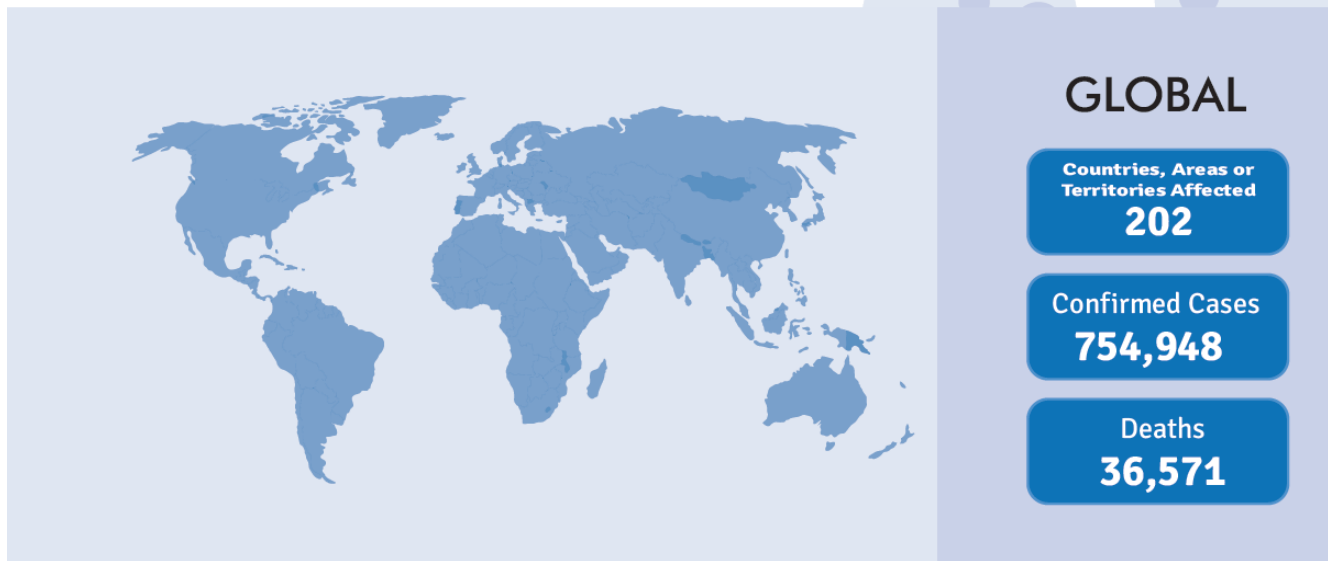 GLOBAL
Countries, Areas or
Territories Affected
202
Confirmed Cases
754,948
Deaths
36,571